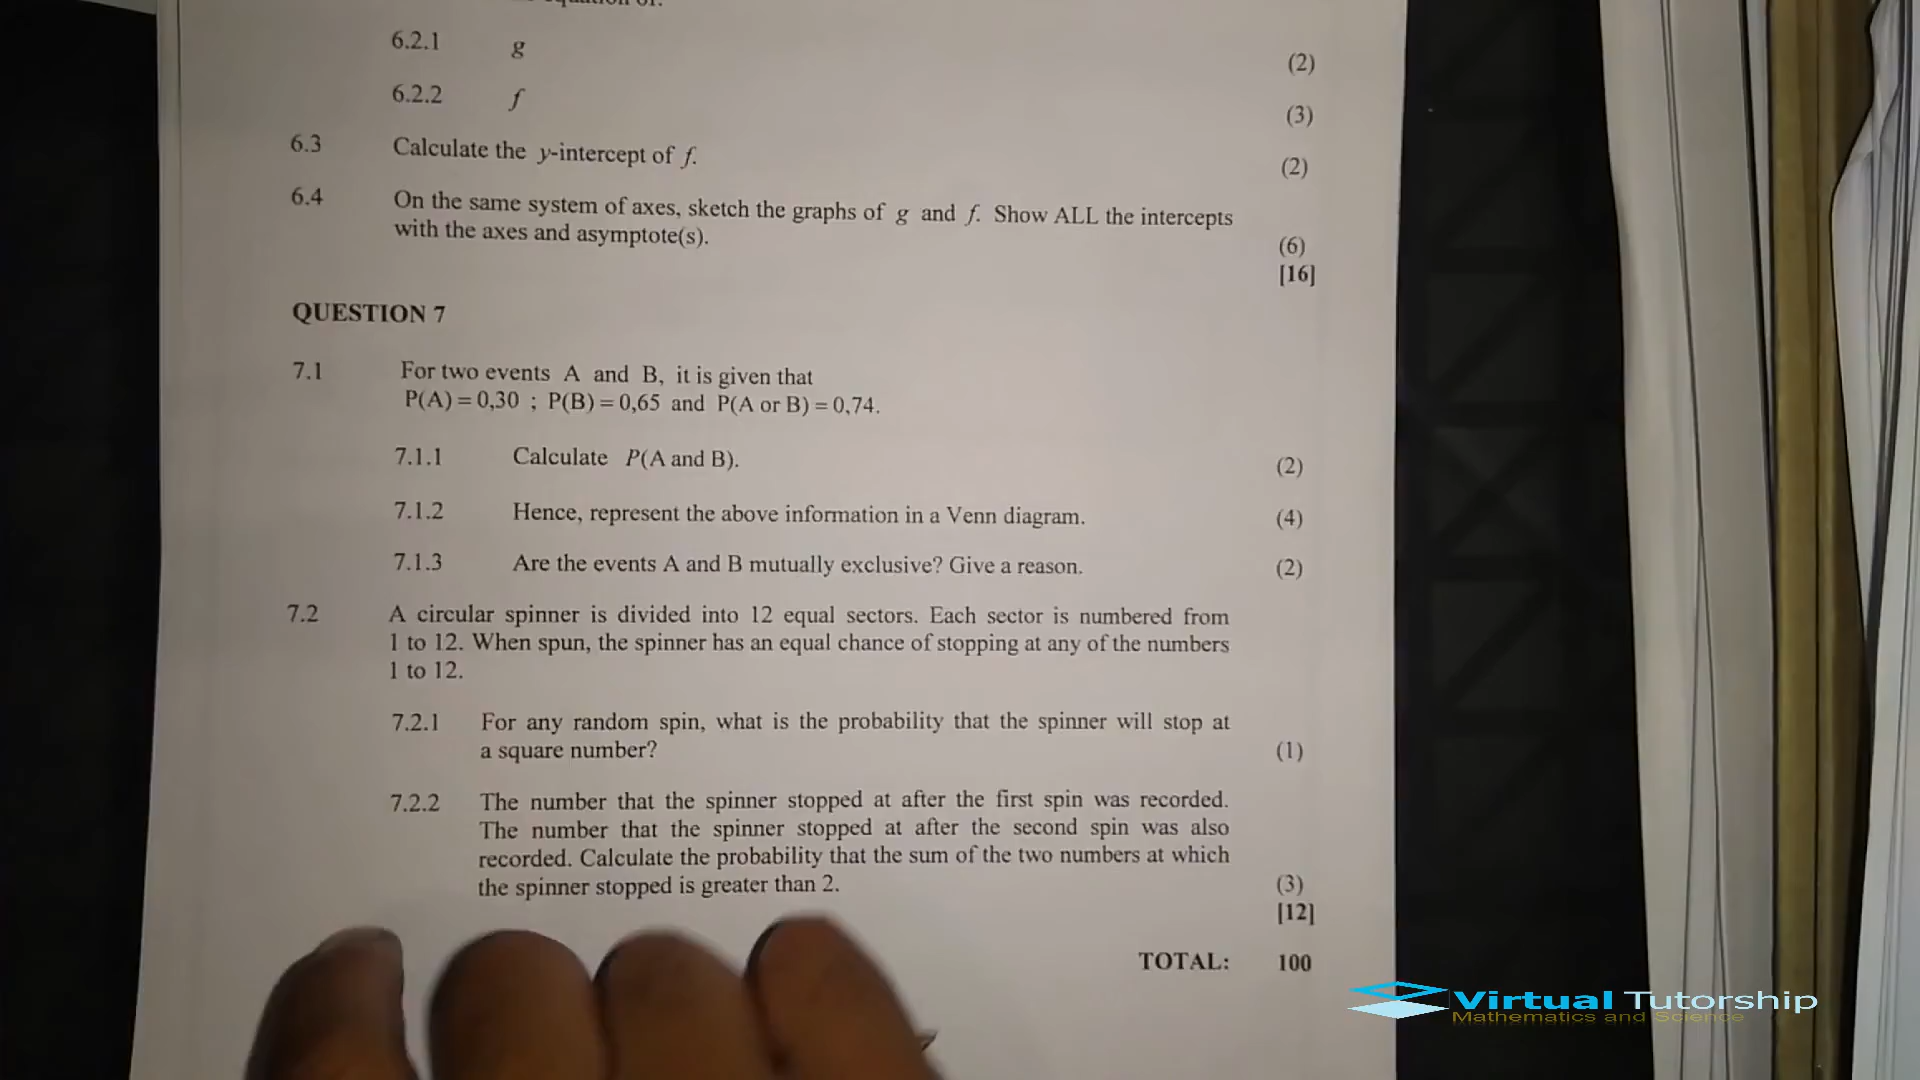 6.2.1 g (2)
6.2.2 f (3)
6.3 Calculate the y-intercept of f. (2)
6.4 On the same system of axes, sketch the graphs of g and f. Show ALL the intercepts
with the axes and asymptote(s). (6)
[16]
QUESTION 7
7.1 For two events A and B, it is given that
P(A) = 0,30 ; P(B) = 0,65 and P(A or B) = 0,74.
7.1.1 Calculate P(A and B). (2)
7.1.2 Hence, represent the above information in a Venn diagram. (4)
7.1.3 Are the events A and B mutually exclusive? Give a reason. (2)
7.2 A circular spinner is divided into 12 equal sectors. Each sector is numbered from
1 to 12. When spun, the spinner has an equal chance of stopping at any of the numbers
1 to 12.
7.2.1 For any random spin, what is the probability that the spinner will stop at
a square number? (1)
7.2.2 The number that the spinner stopped at after the first spin was recorded.
The number that the spinner stopped at after the second spin was also
recorded. Calculate the probability that the sum of the two numbers at which
the spinner stopped is greater than 2. (3)
[12]
TOTAL: 100
Virtual Tutorship
Mathematics and Science